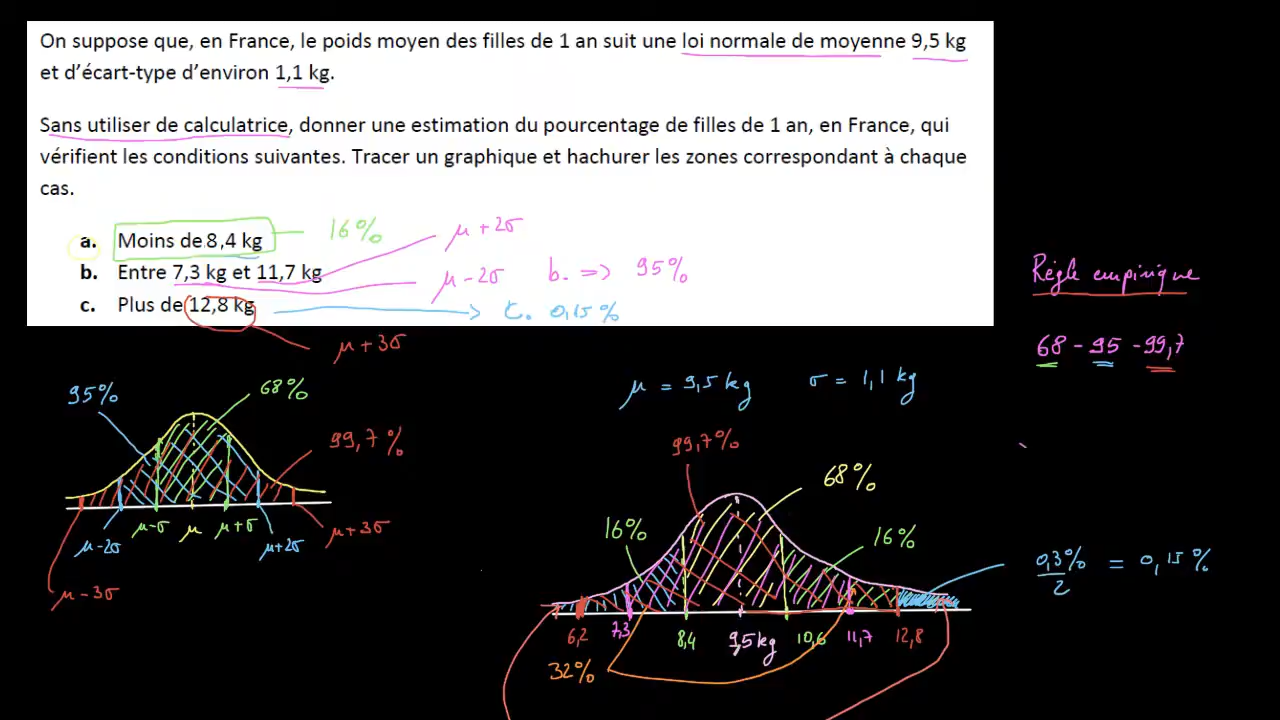 On suppose que, en France, le poids moyen des filles de 1 an suit une loi normale de moyenne 9,5 kg
et d'écart-type d'environ 1,1 kg.
Sans utiliser de calculatrice, donner une estimation du pourcentage de filles de 1 an, en France, qui
vérifient les conditions suivantes. Tracer un graphique et hachurer les zones correspondant à chaque
cas.
a. Moins de 8,4 kg 16%
μ + 2σ
b. Entre 7,3 kg et 11,7 kg
μ - 2σ b. => 95%
c. Plus de 12,8 kg
c. 0,15%
μ + 3σ
Règle empirique
68 - 95 - 99,7
μ = 9,5 kg σ = 1,1 kg
95% 68%
99,7%
μ-σ μ μ+σ
μ-2σ μ+2σ
μ+3σ
μ-3σ
99,7%
68%
16% 16%
0,3%/2 = 0,15%
6,2 7,3 8,4 9,5 kg 10,6 11,7 12,8
32%